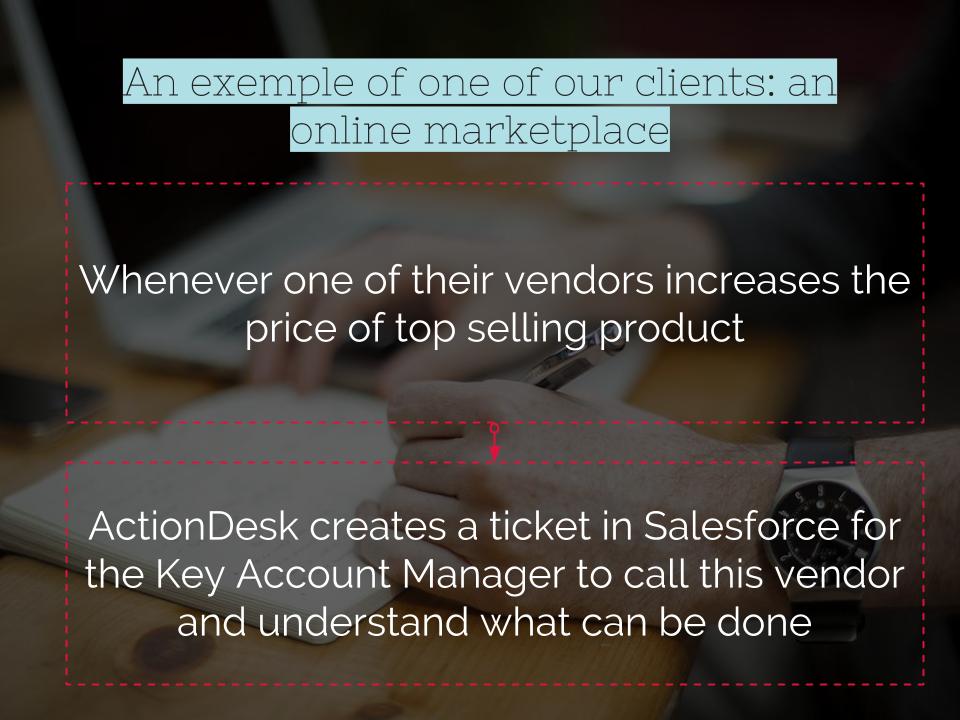 An exemple of one of our clients: an
online marketplace
Whenever one of their vendors increases the
price of top selling product
ActionDesk creates a ticket in Salesforce for
the Key Account Manager to call this vendor
and understand what can be done